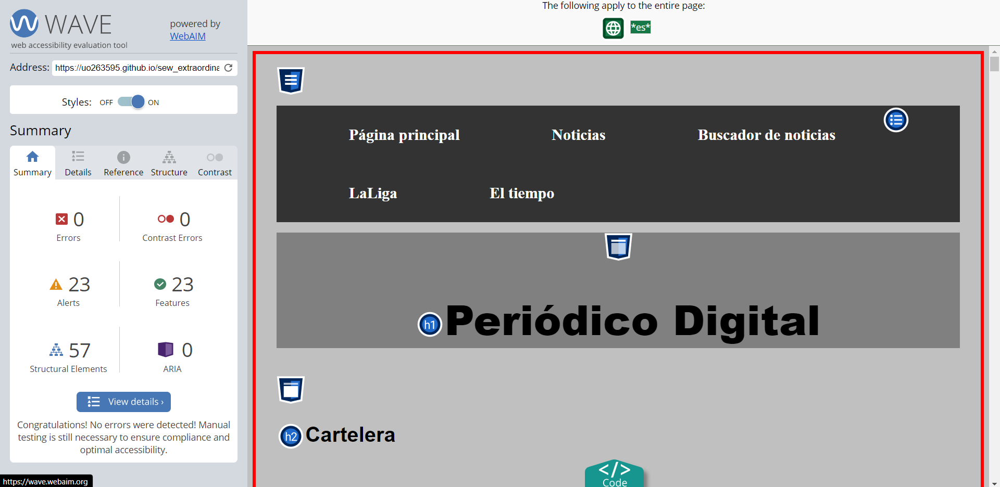 WAVE
web accessibility evaluation tool
powered by
WebAIM
Address: https://uo263595.github.io/sew_extraordina
Styles: OFF ON
Summary
Summary Details Reference Structure Contrast
0 0
Errors Contrast Errors
23 23
Alerts Features
57 0
Structural Elements ARIA
View details ›
Congratulations! No errors were detected! Manual
testing is still necessary to ensure compliance and
optimal accessibility.
https://wave.webaim.org
The following apply to the entire page:
*es*
Página principal Noticias Buscador de noticias
LaLiga El tiempo
h1 Periódico Digital
h2 Cartelera
</>
Code